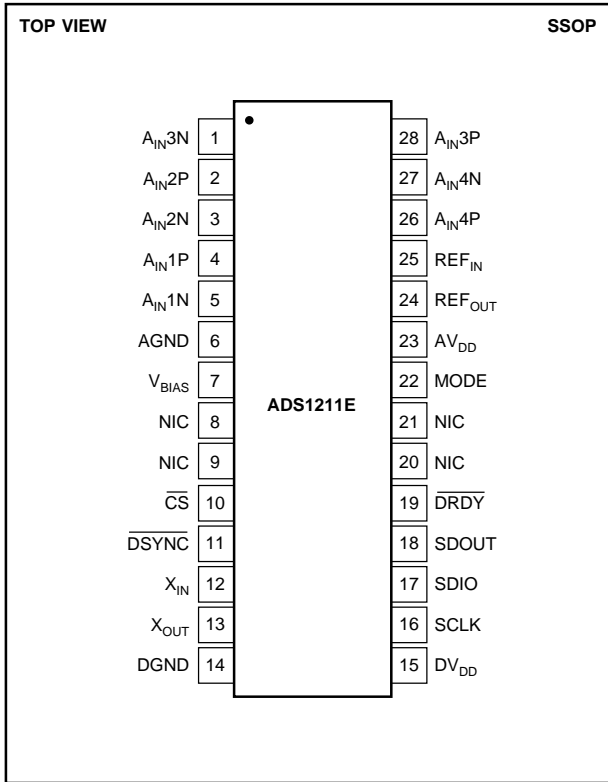 TOP VIEW SSOP
A_IN3N 1 28 A_IN3P
A_IN2P 2 27 A_IN4N
A_IN2N 3 26 A_IN4P
A_IN1P 4 25 REF_IN
A_IN1N 5 24 REF_OUT
AGND 6 23 AV_DD
V_BIAS 7 22 MODE
ADS1211E
NIC 8 21 NIC
NIC 9 20 NIC
C̅S̅ 10 19 D̅R̅D̅Y̅
D̅S̅Y̅N̅C̅ 11 18 SDOUT
X_IN 12 17 SDIO
X_OUT 13 16 SCLK
DGND 14 15 DV_DD